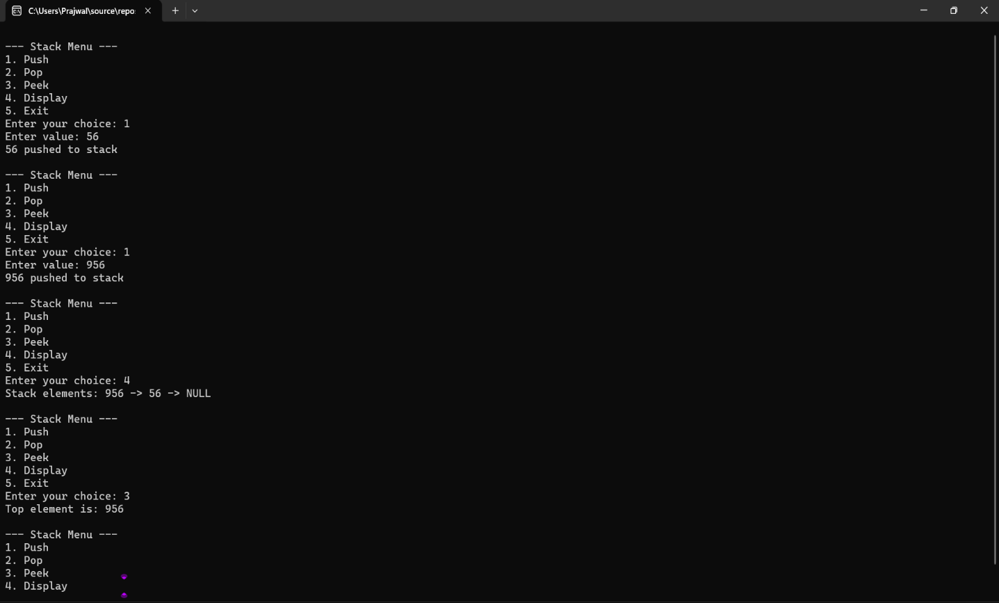 C:\Users\Prajwal\source\repo:
--- Stack Menu ---
1. Push
2. Pop
3. Peek
4. Display
5. Exit
Enter your choice: 1
Enter value: 56
56 pushed to stack
--- Stack Menu ---
1. Push
2. Pop
3. Peek
4. Display
5. Exit
Enter your choice: 1
Enter value: 956
956 pushed to stack
--- Stack Menu ---
1. Push
2. Pop
3. Peek
4. Display
5. Exit
Enter your choice: 4
Stack elements: 956 -> 56 -> NULL
--- Stack Menu ---
1. Push
2. Pop
3. Peek
4. Display
5. Exit
Enter your choice: 3
Top element is: 956
--- Stack Menu ---
1. Push
2. Pop
3. Peek
4. Display